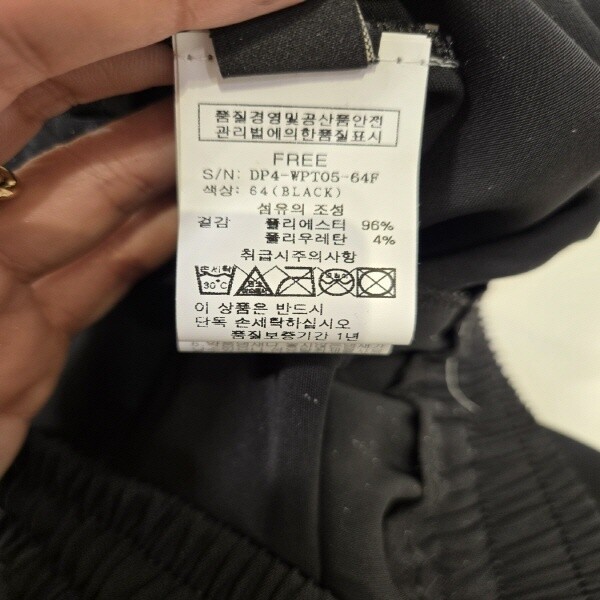 품질경영및공산품안전
관리법에의한품질표시
FREE
S/N: DP4-WPT05-64F
색상: 64(BLACK)
섬유의 조성
겉감 폴리에스터 96%
폴리우레탄 4%
취급시주의사항
손세탁
30°C
이 상품은 반드시
단독 손세탁하십시오
품질보증기간 1년